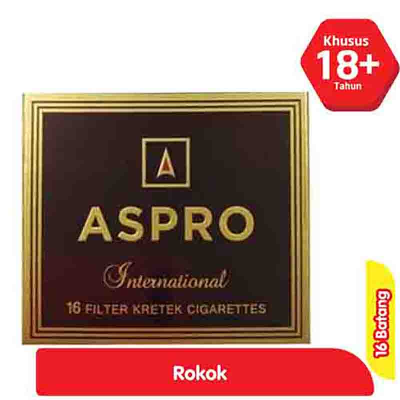 Khusus
18+
Tahun
A
ASPRO
International
16 FILTER KRETEK CIGARETTES
16 Batang
Rokok